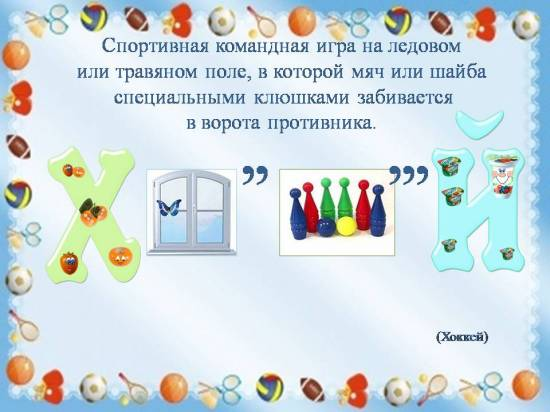 Спортивная командная игра на ледовом
или травяном поле, в которой мяч или шайба
специальными клюшками забивается
в ворота противника.
Х ,, ,,, Й
(Хоккей)